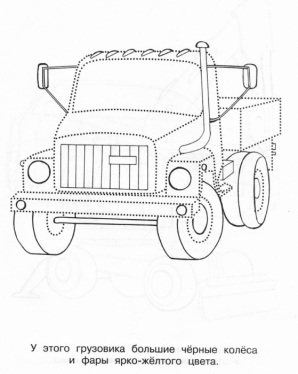 У этого грузовика большие чёрные колёса
и фары ярко-жёлтого цвета.